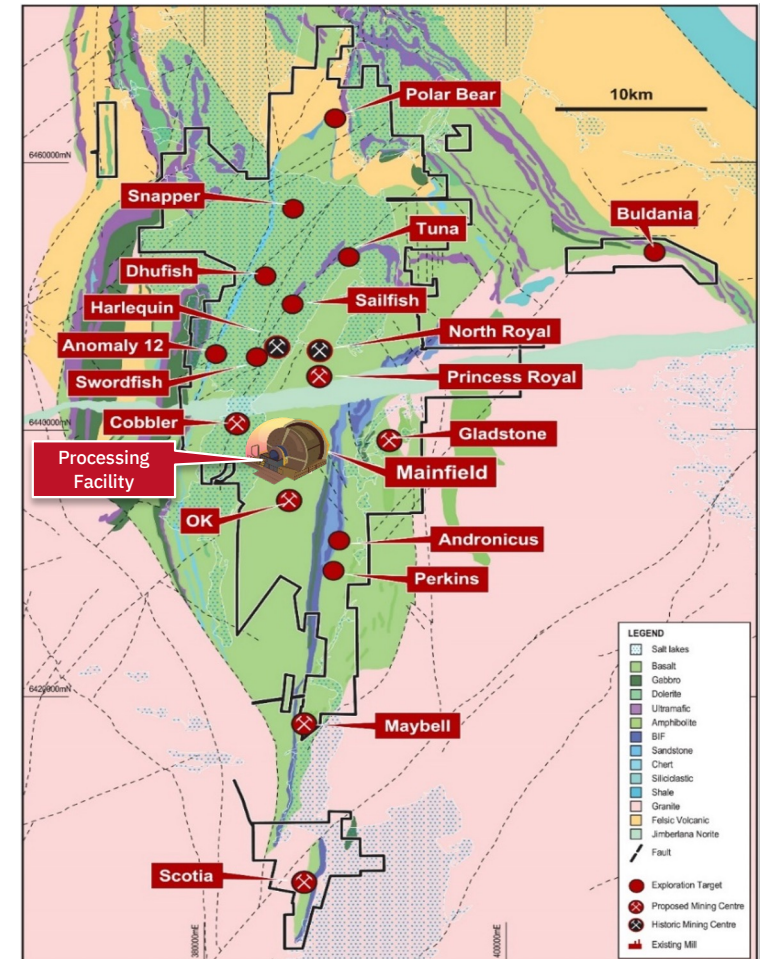 Polar Bear
10km
6460000mN
Snapper
Buldania
Tuna
Dhufish
Sailfish
Harlequin
North Royal
Anomaly 12
Princess Royal
Swordfish
Cobbler
6440000mN
Gladstone
Processing
Facility
Mainfield
OK
Andronicus
Perkins
6420000mN
Maybell
Scotia
380000mE
400000mE
LEGEND
Salt lakes
Basalt
Gabbro
Dolerite
Ultramafic
Amphibolite
BIF
Sandstone
Chert
Siliciclastic
Shale
Granite
Felsic Volcanic
Jimberlana Norite
Fault
Exploration Target
Proposed Mining Centre
Historic Mining Centre
Existing Mill